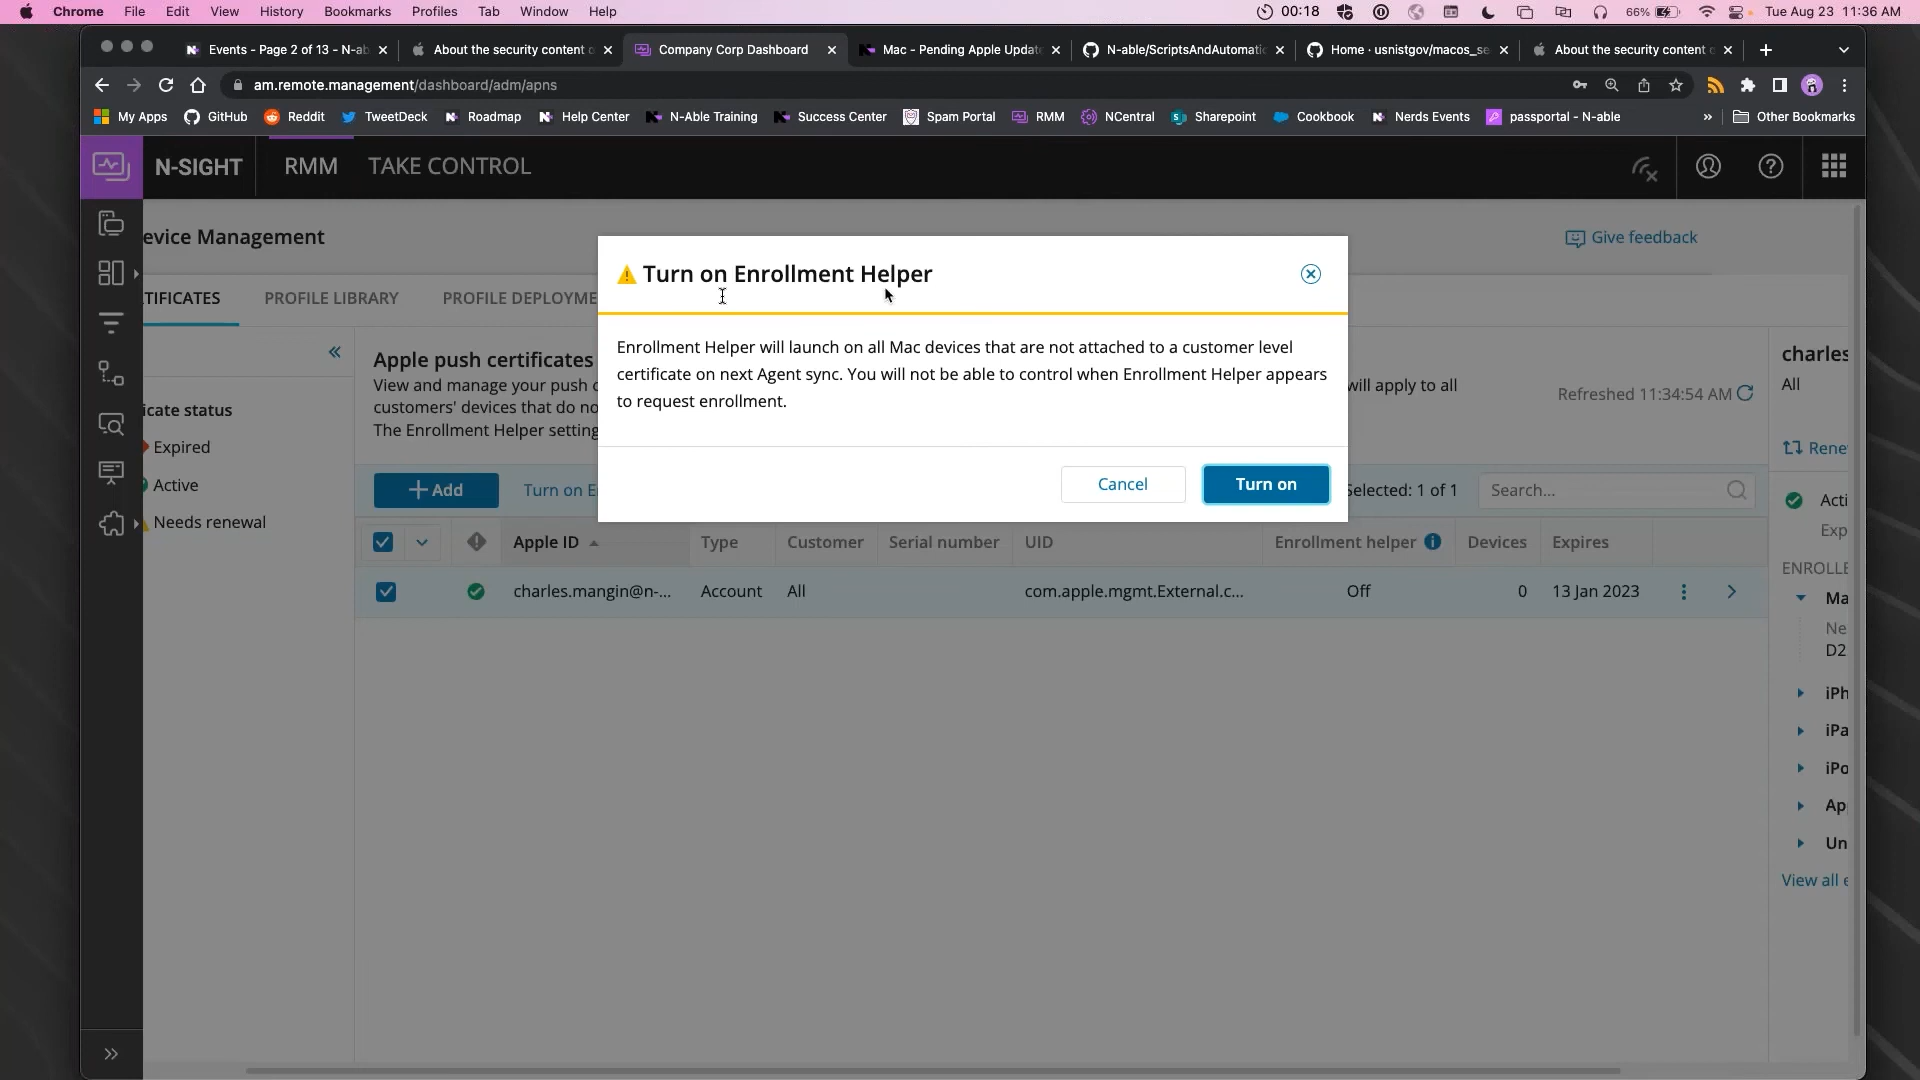 Chrome File Edit View History Bookmarks Profiles Tab Window Help 00:18 66% Tue Aug 23 11:36 AM
Events - Page 2 of 13 - N-ab About the security content o Company Corp Dashboard Mac - Pending Apple Update N-able/ScriptsAndAutomatic Home · usnistgov/macos_se About the security content o
am.remote.management/dashboard/adm/apns
My Apps GitHub Reddit TweetDeck Roadmap Help Center N-Able Training Success Center Spam Portal RMM NCentral Sharepoint Cookbook Nerds Events passportal - N-able » Other Bookmarks
N-SIGHT RMM TAKE CONTROL
evice Management
Give feedback
TIFICATES PROFILE LIBRARY PROFILE DEPLOYME
Turn on Enrollment Helper
Enrollment Helper will launch on all Mac devices that are not attached to a customer level
certificate on next Agent sync. You will not be able to control when Enrollment Helper appears
to request enrollment.
Cancel Turn on
icate status
Expired
Active
Needs renewal
Apple push certificates
View and manage your push c
will apply to all
customers' devices that do no
The Enrollment Helper setting
Refreshed 11:34:54 AM
+ Add Turn on E
Selected: 1 of 1 Search...
Apple ID Type Customer Serial number UID Enrollment helper Devices Expires
charles.mangin@n-... Account All com.apple.mgmt.External.c... Off 0 13 Jan 2023
charles
All
Rene
Acti
Exp
ENROLLE
Ma
Ne
D2
iPh
iPa
iPo
Ap
Un
View all e